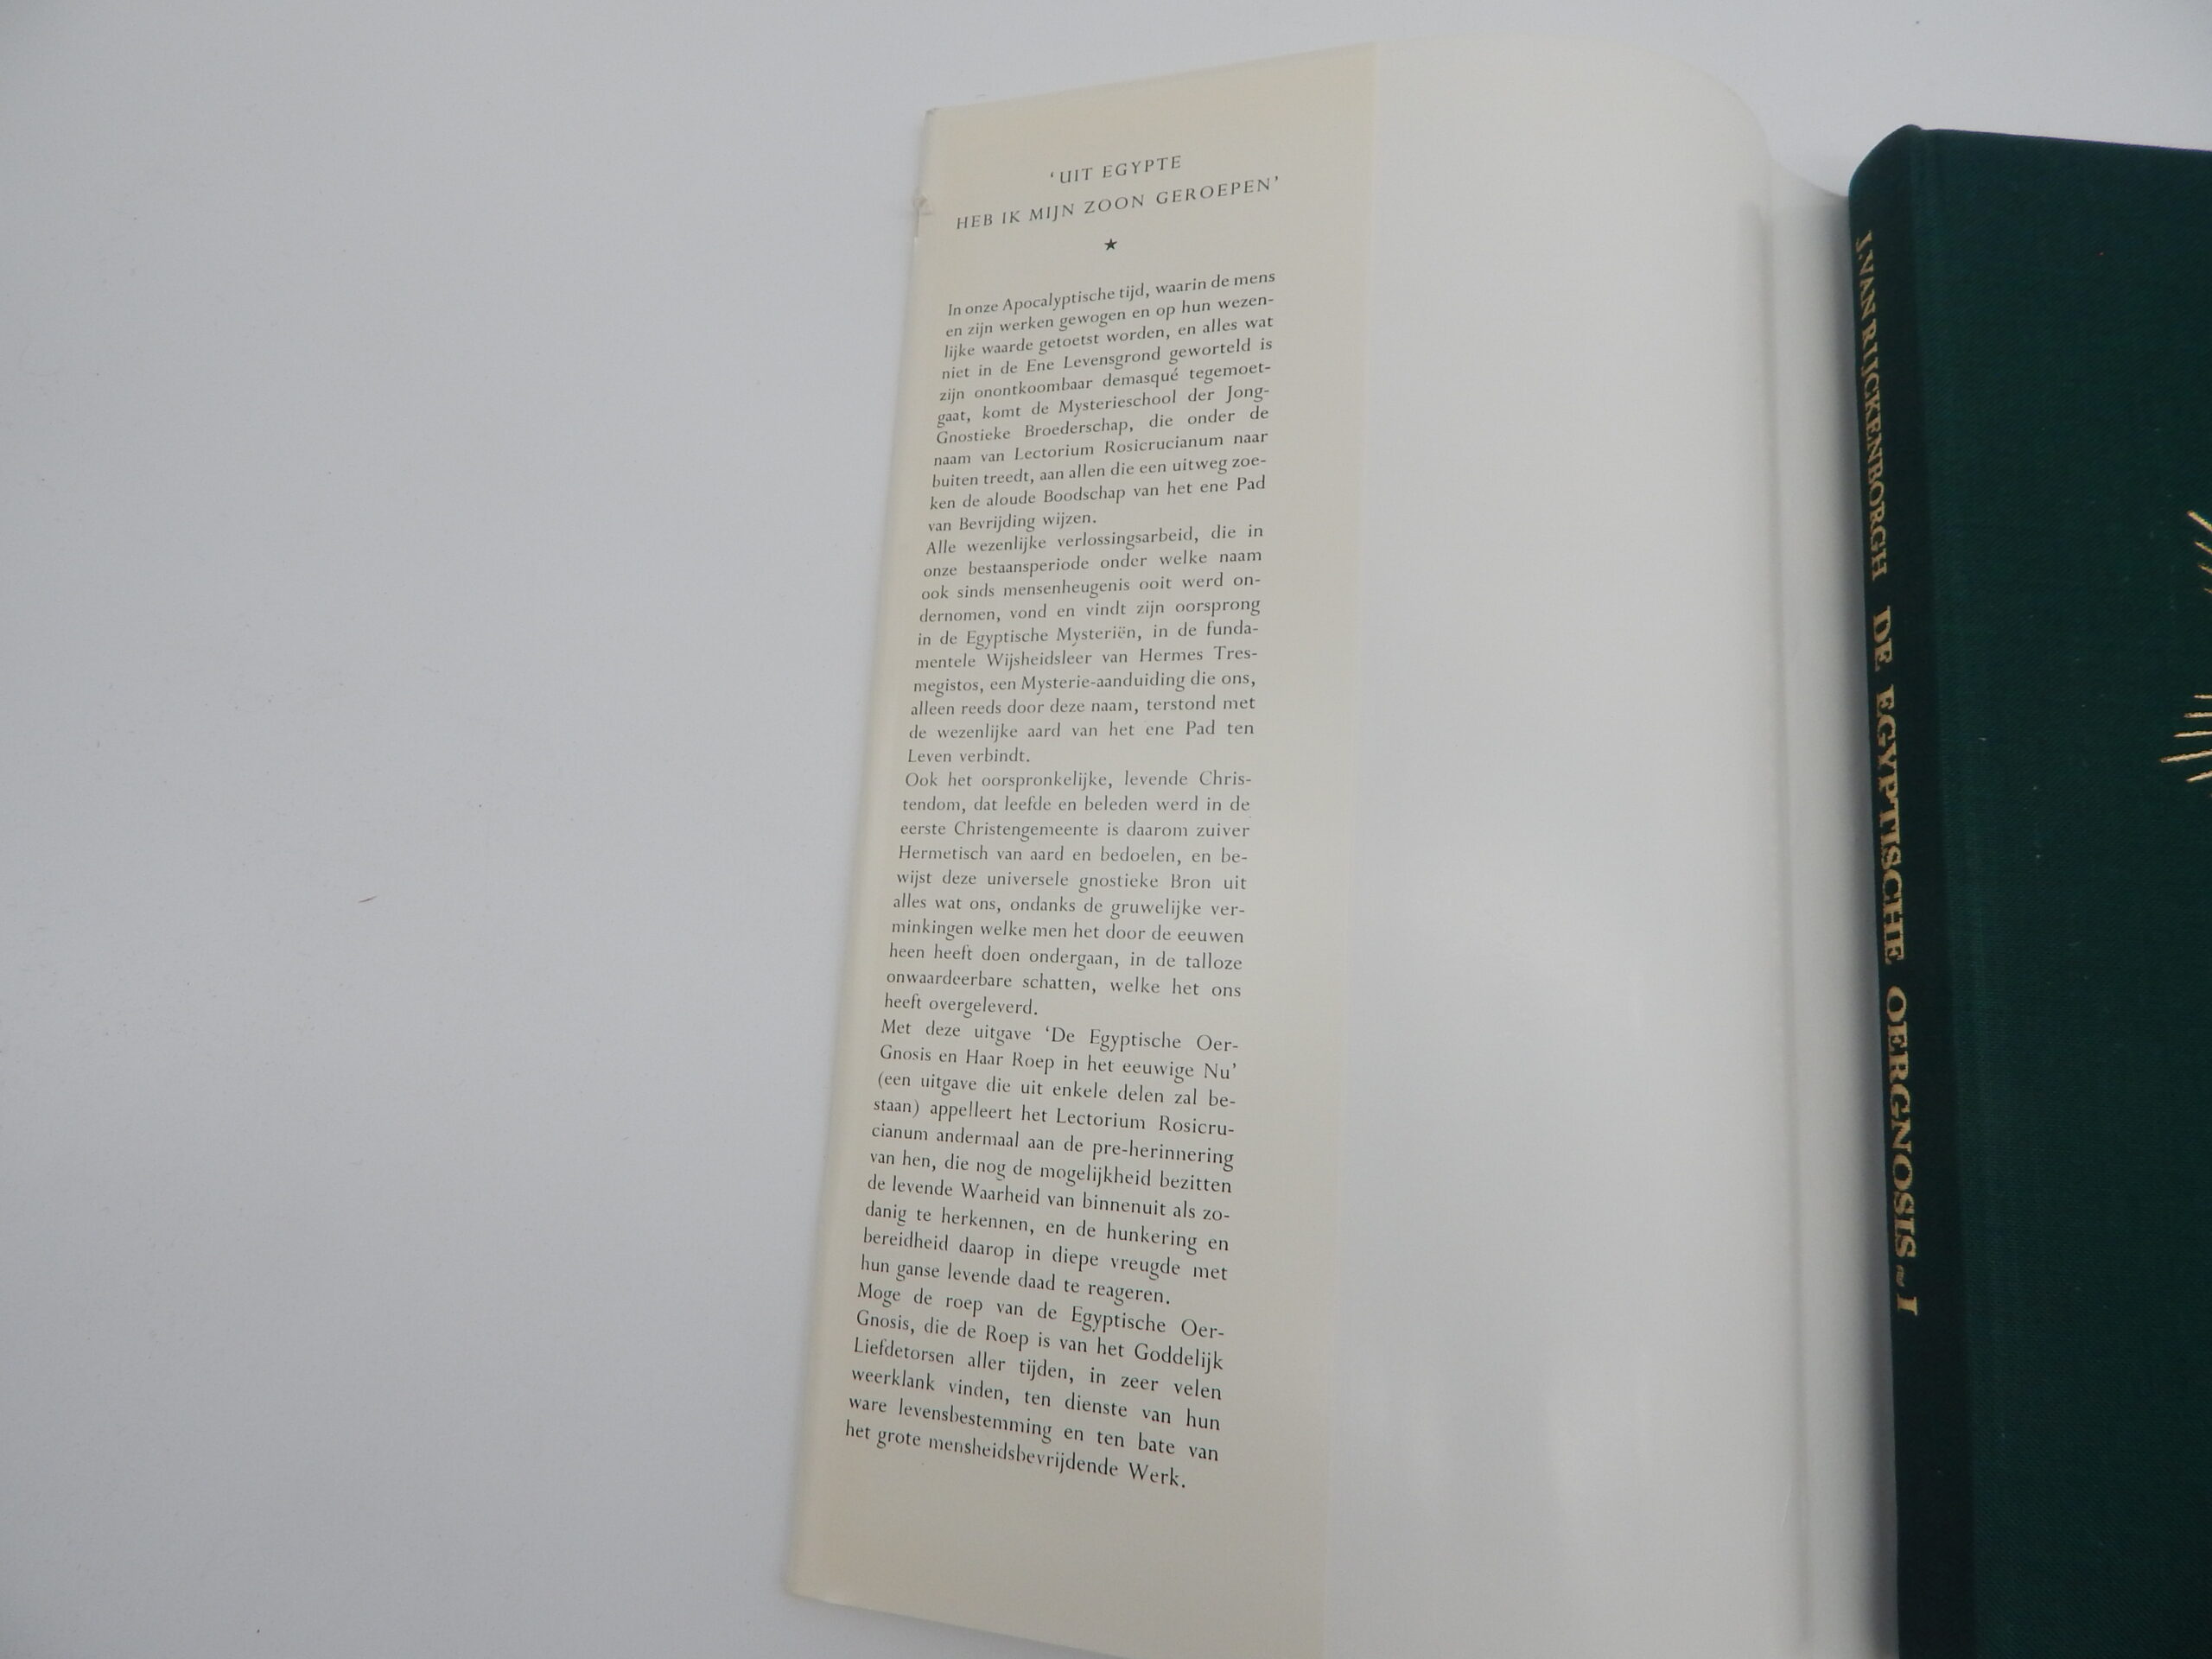 ‘UIT EGYPTE
HEB IK MIJN ZOON GEROEPEN’
★
In onze Apocalyptische tijd, waarin de mens
en zijn werken gewogen en op hun wezen-
lijke waarde getoetst worden, en alles wat
niet in de Ene Levensgrond geworteld is
zijn onontkoombaar demasqué tegemoet-
gaat, komt de Mysterieschool der Jong-
Gnostieke Broederschap, die onder de
naam van Lectorium Rosicrucianum naar
buiten treedt, aan allen die een uitweg zoe-
ken de aloude Boodschap van het ene Pad
van Bevrijding wijzen.
Alle wezenlijke verlossingsarbeid, die in
onze bestaansperiode onder welke naam
ook sinds mensenheugenis ooit werd on-
dernomen, vond en vindt zijn oorsprong
in de Egyptische Mysteriën, in de funda-
mentele Wijsheidsleer van Hermes Tres-
megistos, een Mysterie-aanduiding die ons,
alleen reeds door deze naam, terstond met
de wezenlijke aard van het ene Pad ten
Leven verbindt.
Ook het oorspronkelijke, levende Chris-
tendom, dat leefde en beleden werd in de
eerste Christengemeente is daarom zuiver
Hermetisch van aard en bedoelen, en be-
wijst deze universele gnostieke Bron uit
alles wat ons, ondanks de gruwelijke ver-
minkingen welke men het door de eeuwen
heen heeft doen ondergaan, in de talloze
onwaardeerbare schatten, welke het ons
heeft overgeleverd.
Met deze uitgave ‘De Egyptische Oer-
Gnosis en Haar Roep in het eeuwige Nu’
(een uitgave die uit enkele delen zal be-
staan) appelleert het Lectorium Rosicru-
cianum andermaal aan de pre-herinnering
van hen, die nog de mogelijkheid bezitten
de levende Waarheid van binnenuit als zo-
danig te herkennen, en de hunkering en
bereidheid daarop in diepe vreugde met
hun ganse levende daad te reageren.
Moge de roep van de Egyptische Oer-
Gnosis, die de Roep is van het Goddelijk
Liefdetorsen aller tijden, in zeer velen
weerklank vinden, ten dienste van hun
ware levensbestemming en ten bate van
het grote mensheidsbevrijdende Werk.
J. VAN RIJCKENBORGH DE EGYPTISCHE OERGNOSIS ~ I